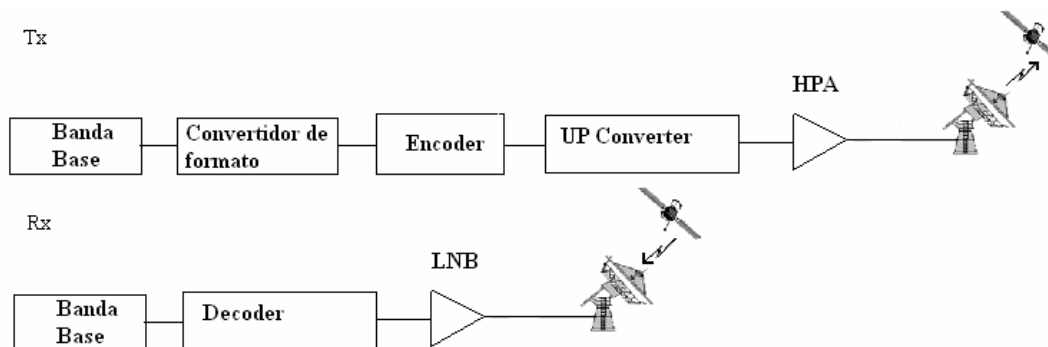 Tx
HPA
Banda
Base
Convertidor de
formato
Encoder
UP Converter
Rx
LNB
Banda
Base
Decoder